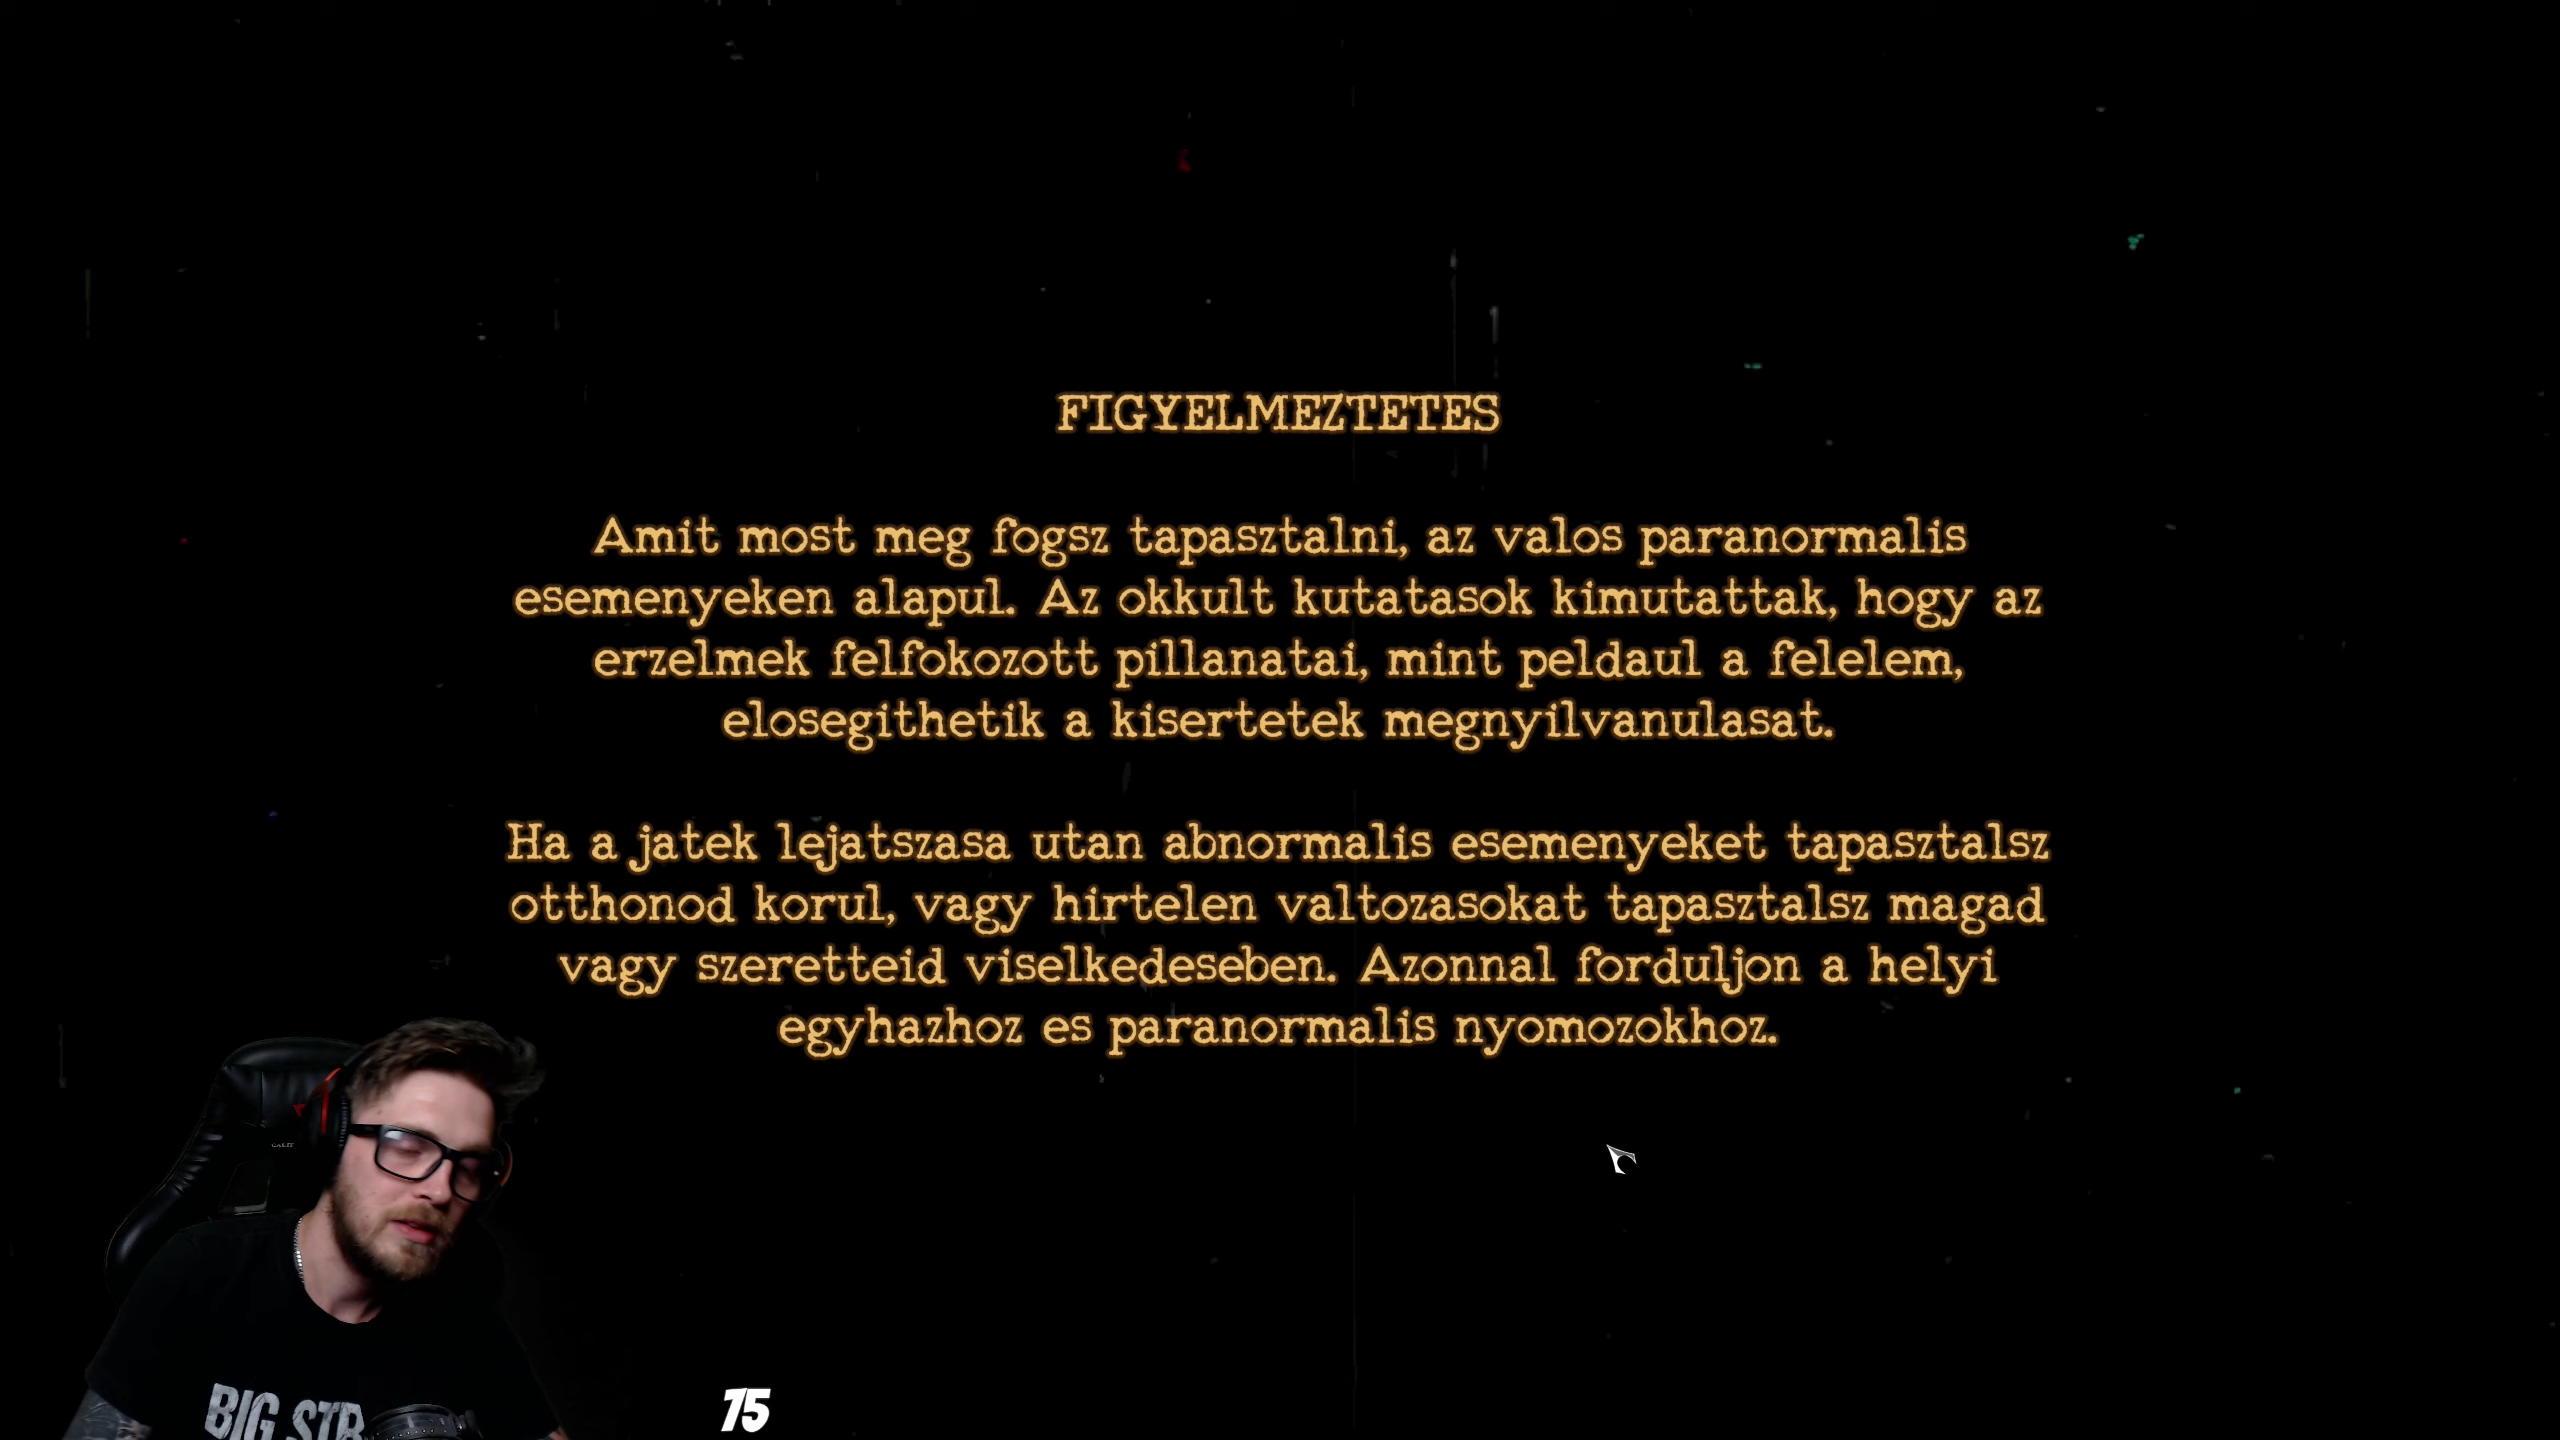 FIGYELMEZTETES
Amit most meg fogsz tapasztalni, az valos paranormalis
esemenyeken alapul. Az okkult kutatasok kimutattak, hogy az
erzelmek felfokozott pillanatai, mint peldaul a felelem,
elosegithetik a kisertetek megnyilvanulasat.
Ha a jatek lejatszasa utan abnormalis esemenyeket tapasztalsz
otthonod korul, vagy hirtelen valtozasokat tapasztalsz magad
vagy szeretteid viselkedeseben. Azonnal forduljon a helyi
egyhazhoz es paranormalis nyomozokhoz.
BIG
75